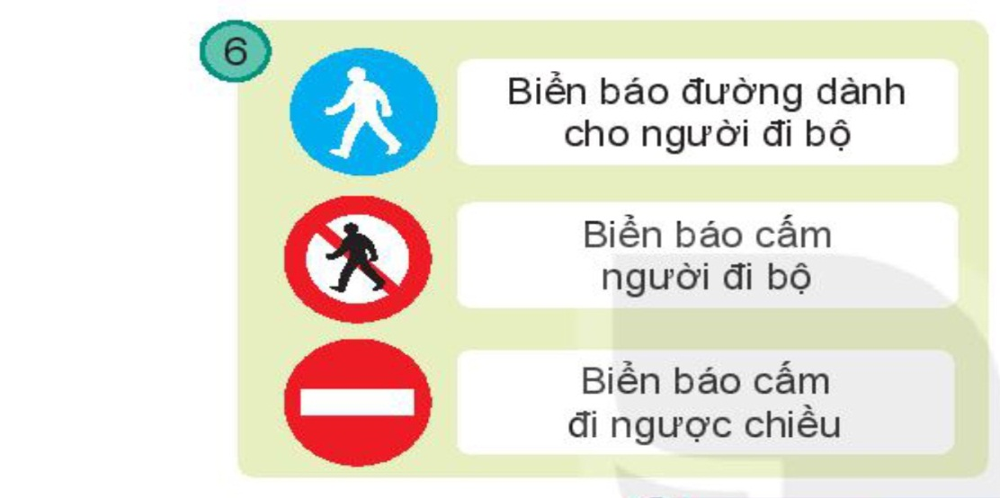 6
Biển báo đường dành
cho người đi bộ
Biển báo cấm
người đi bộ
Biển báo cấm
đi ngược chiều